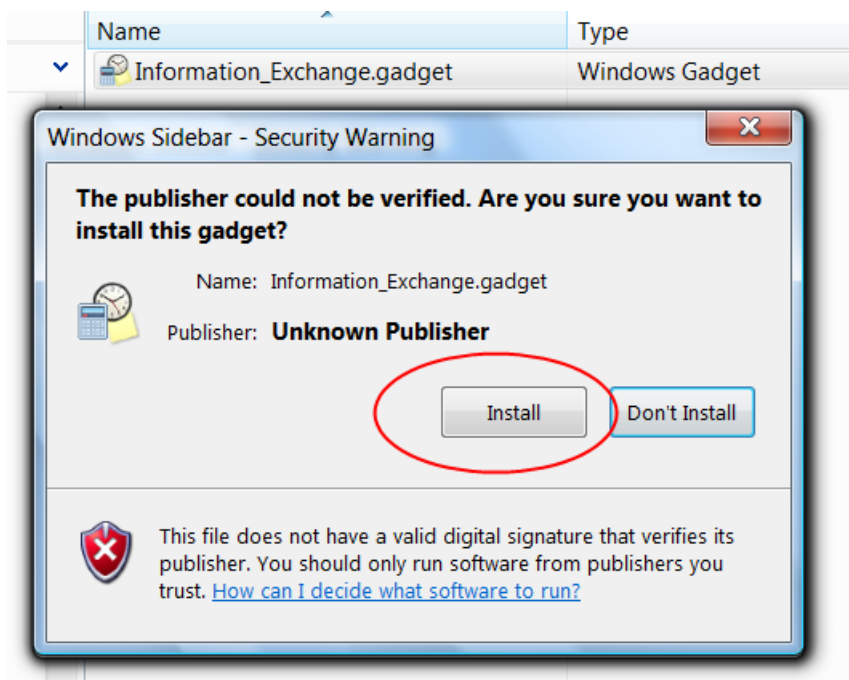 Name Type
Information_Exchange.gadget Windows Gadget
Windows Sidebar - Security Warning
The publisher could not be verified. Are you sure you want to
install this gadget?
Name: Information_Exchange.gadget
Publisher: Unknown Publisher
Install Don't Install
This file does not have a valid digital signature that verifies its
publisher. You should only run software from publishers you
trust. How can I decide what software to run?